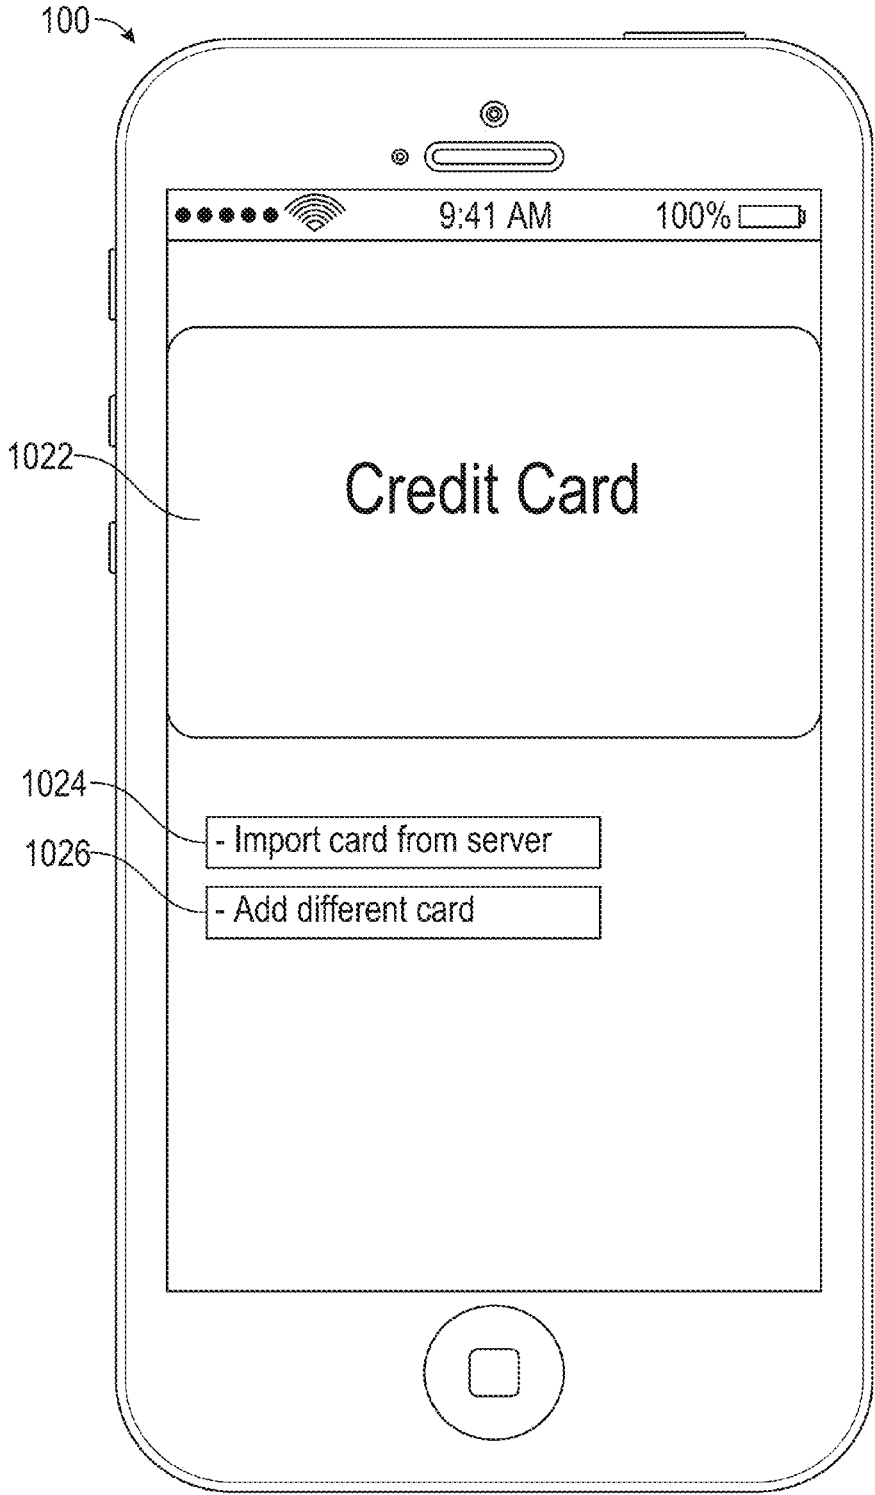 100
9:41 AM 100%
1022
Credit Card
1024
- Import card from server
1026
- Add different card